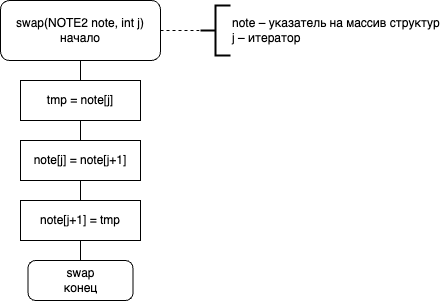 swap(NOTE2 note, int j)
начало
note – указатель на массив структур
j – итератор
tmp = note[j]
note[j] = note[j+1]
note[j+1] = tmp
swap
конец